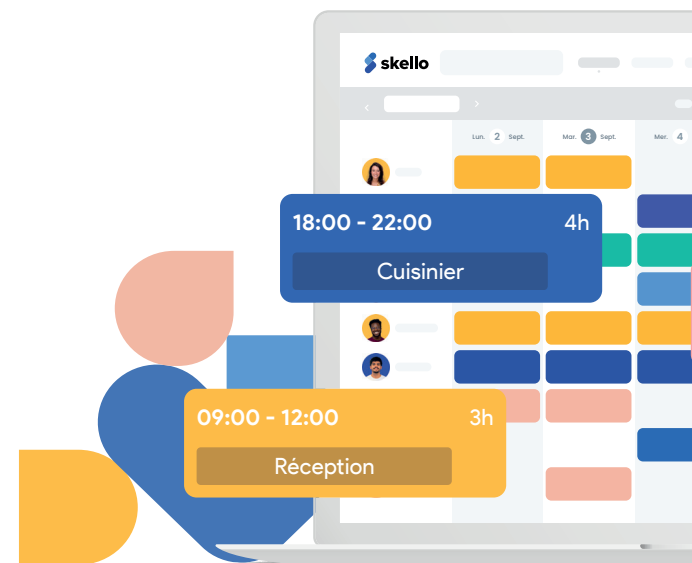 skello
Lun. 2 Sept. Mar. 3 Sept. Mer. 4
18:00 - 22:00 4h
Cuisinier
09:00 - 12:00 3h
Réception